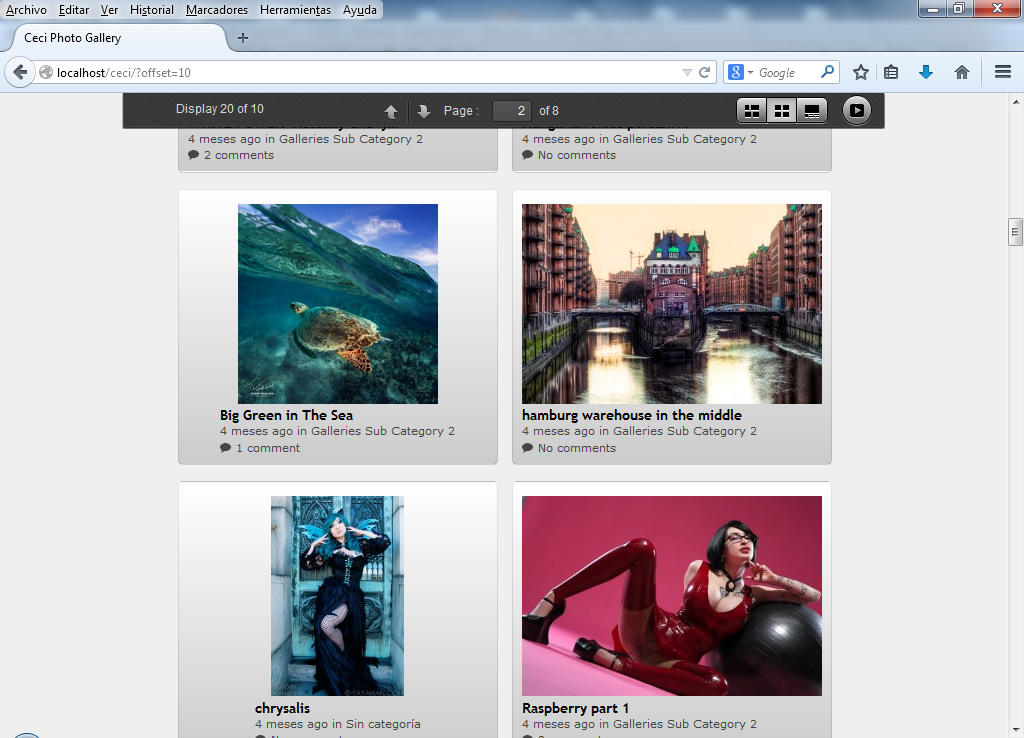 Archivo Editar Ver Historial Marcadores Herramientas Ayuda
Ceci Photo Gallery
localhost/ceci/?offset=10
Google
Display 20 of 10
Page :
2
of 8
4 meses ago in Galleries Sub Category 2
2 comments
4 meses ago in Galleries Sub Category 2
No comments
Big Green in The Sea
4 meses ago in Galleries Sub Category 2
1 comment
hamburg warehouse in the middle
4 meses ago in Galleries Sub Category 2
No comments
chrysalis
4 meses ago in Sin categoría
Raspberry part 1
4 meses ago in Galleries Sub Category 2